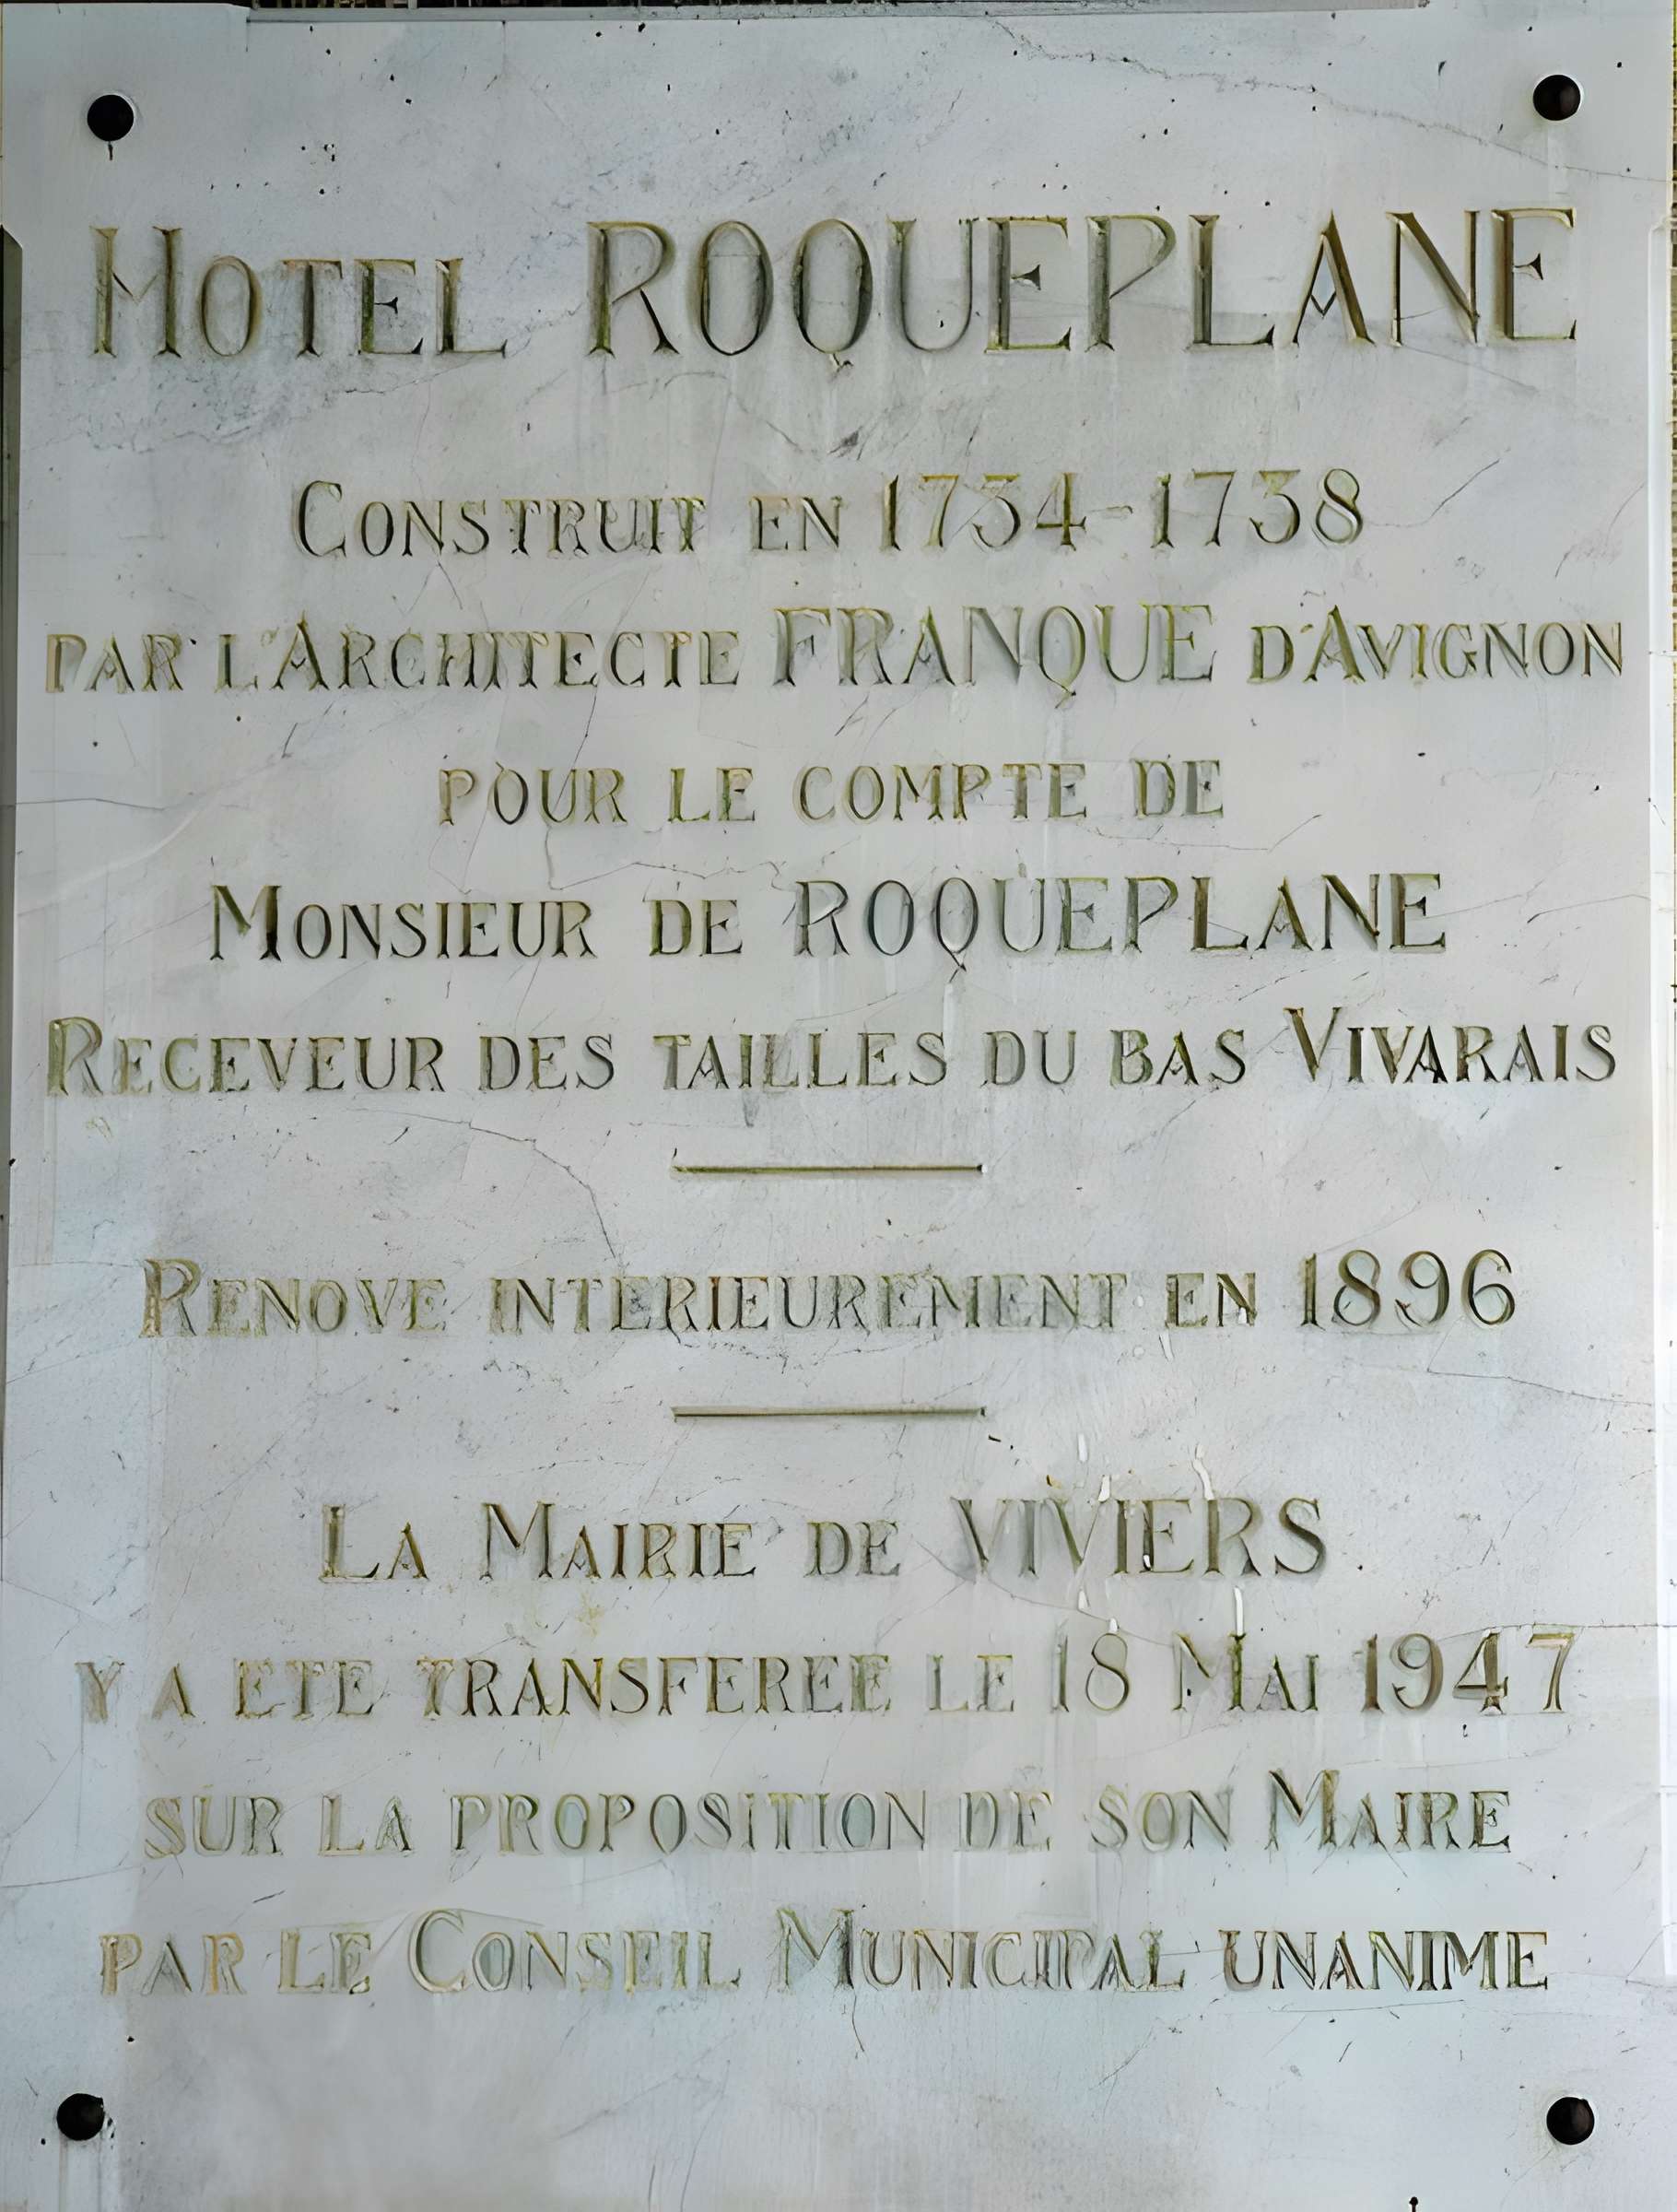 HOTEL ROQUEPLANE
CONSTRUIT EN 1734-1738
PAR L'ARCHITECTE FRANQUE D'AVIGNON
POUR LE COMPTE DE
MONSIEUR DE ROQUEPLANE
RECEVEUR DES TAILLES DU BAS VIVARAIS
RENOVE INTERIEUREMENT EN 1896
LA MAIRIE DE VIVIERS
Y A ETE TRANSFEREE LE 18 MAI 1947
SUR LA PROPOSITION DE SON MAIRE
PAR LE CONSEIL MUNICIPAL UNANIME